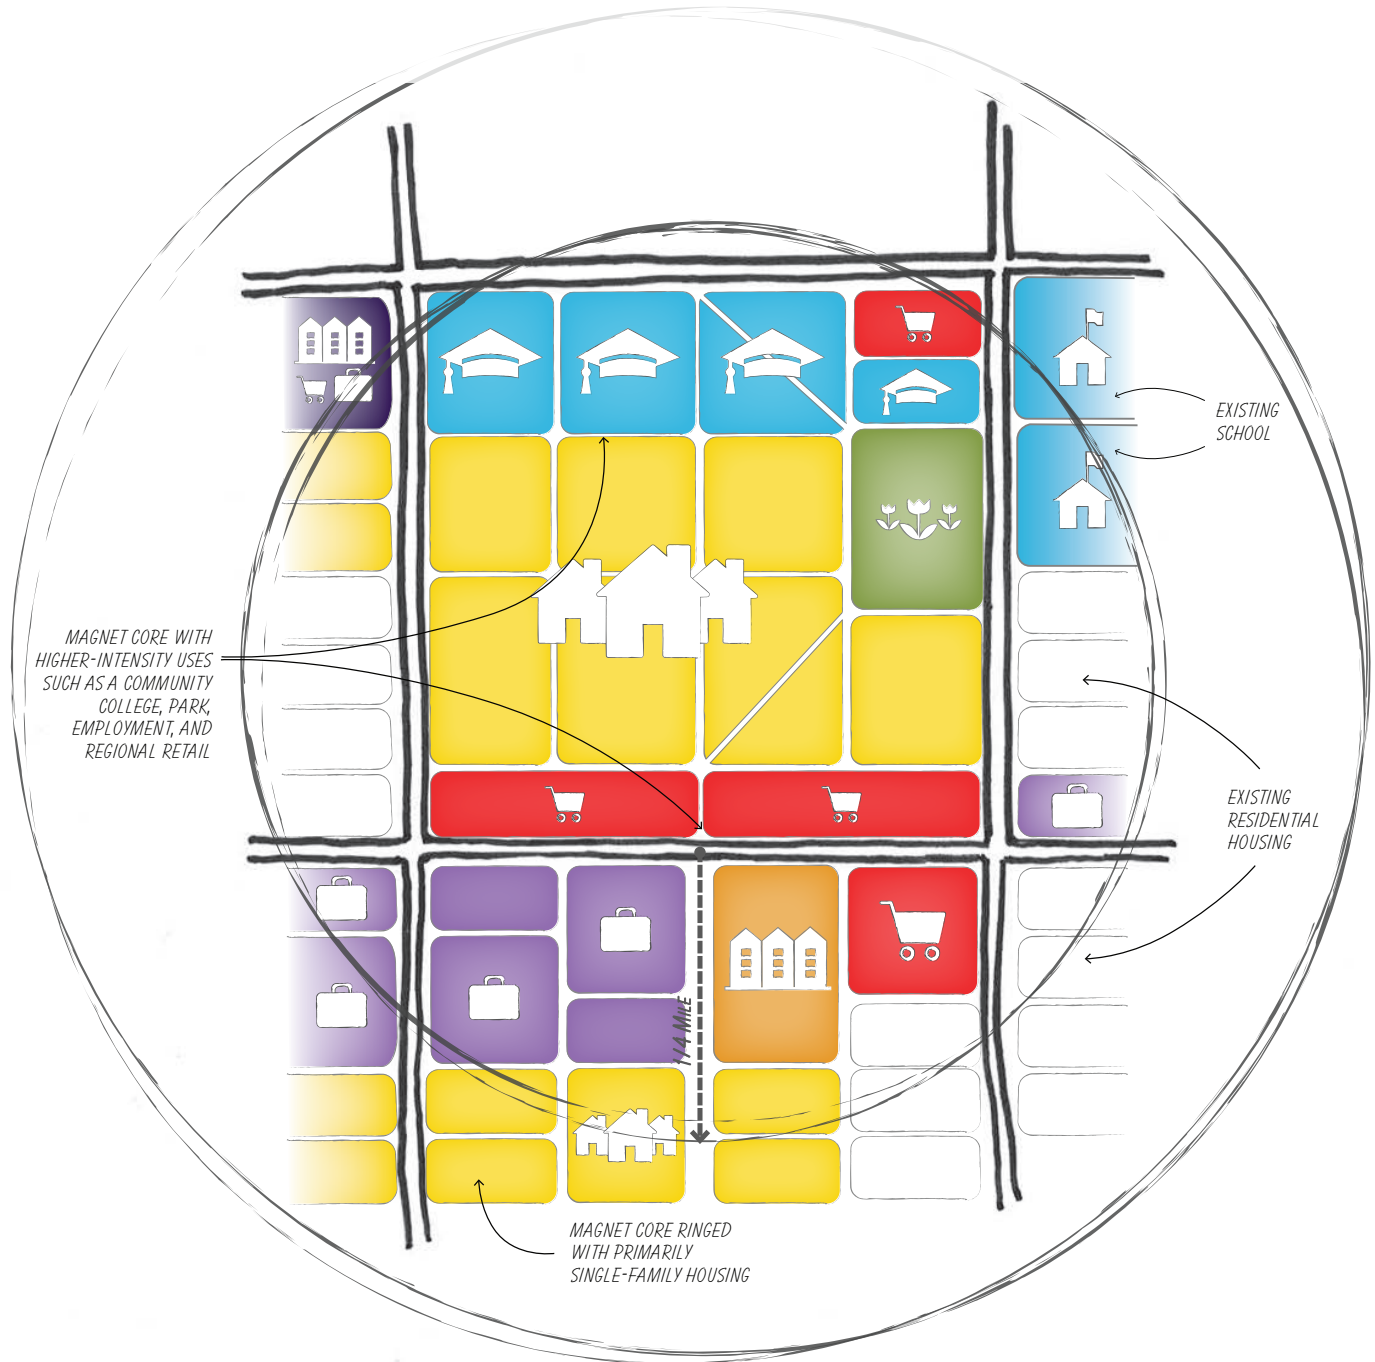 EXISTING
SCHOOL
MAGNET CORE WITH
HIGHER-INTENSITY USES
SUCH AS A COMMUNITY
COLLEGE, PARK,
EMPLOYMENT, AND
REGIONAL RETAIL
EXISTING
RESIDENTIAL
HOUSING
1/4 MILE
MAGNET CORE RINGED
WITH PRIMARILY
SINGLE-FAMILY HOUSING